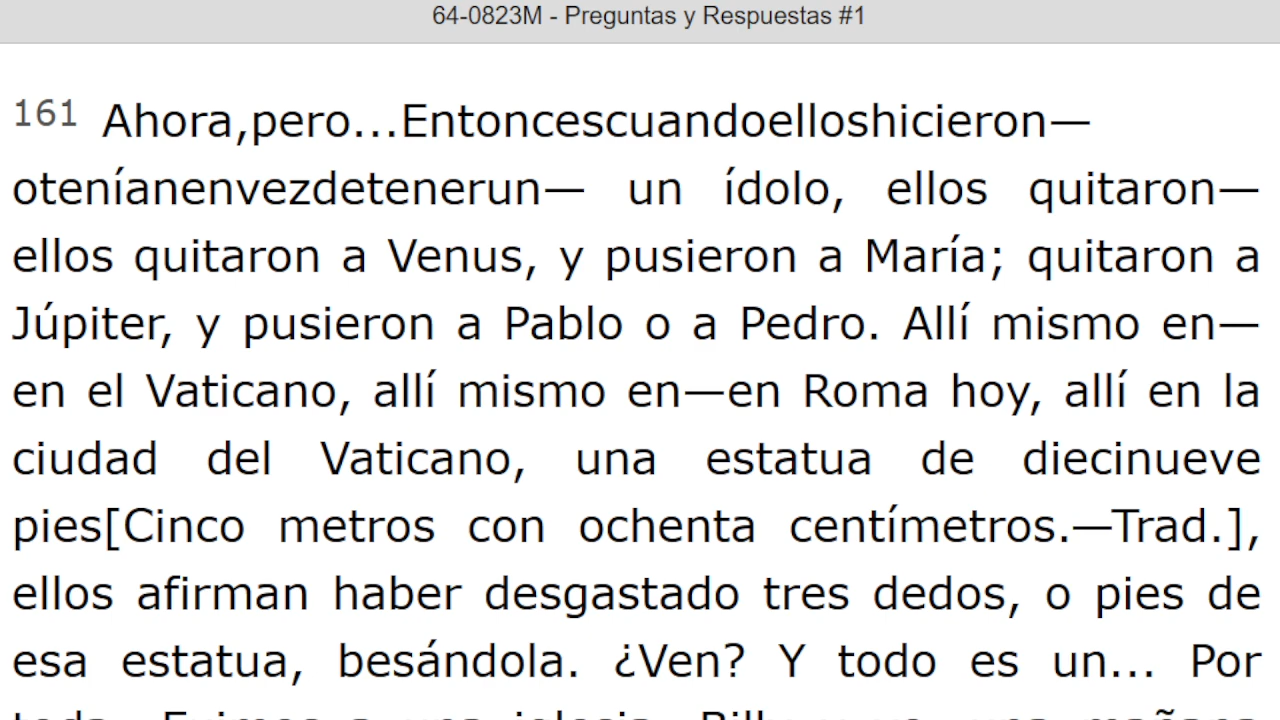 64-0823M - Preguntas y Respuestas #1
161 Ahora,pero...Entoncescuandoelloshicieron—
oteníanenvezdetenerun— un ídolo, ellos quitaron—
ellos quitaron a Venus, y pusieron a María; quitaron a
Júpiter, y pusieron a Pablo o a Pedro. Allí mismo en—
en el Vaticano, allí mismo en—en Roma hoy, allí en la
ciudad del Vaticano, una estatua de diecinueve
pies[Cinco metros con ochenta centímetros.—Trad.],
ellos afirman haber desgastado tres dedos, o pies de
esa estatua, besándola. ¿Ven? Y todo es un... Por